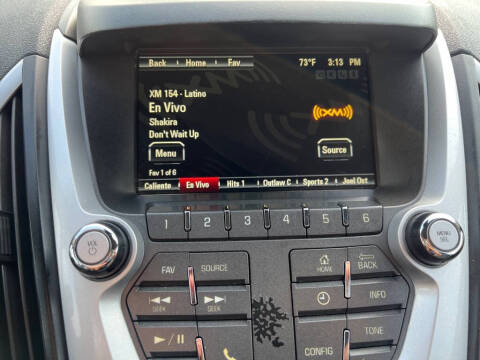 Back Home Fav 73°F 3:13 PM
XM 154 - Latino
En Vivo
Shakira
Don't Wait Up
((XM))
Menu Source
Fav 1 of 6
Caliente En Vivo Hits 1 Outlaw C Sports 2 Joel Ost
1 2 3 4 5 6
VOL
MENU
SEL
FAV SOURCE
HOME BACK
SEEK SEEK
INFO
TONE
CONFIG